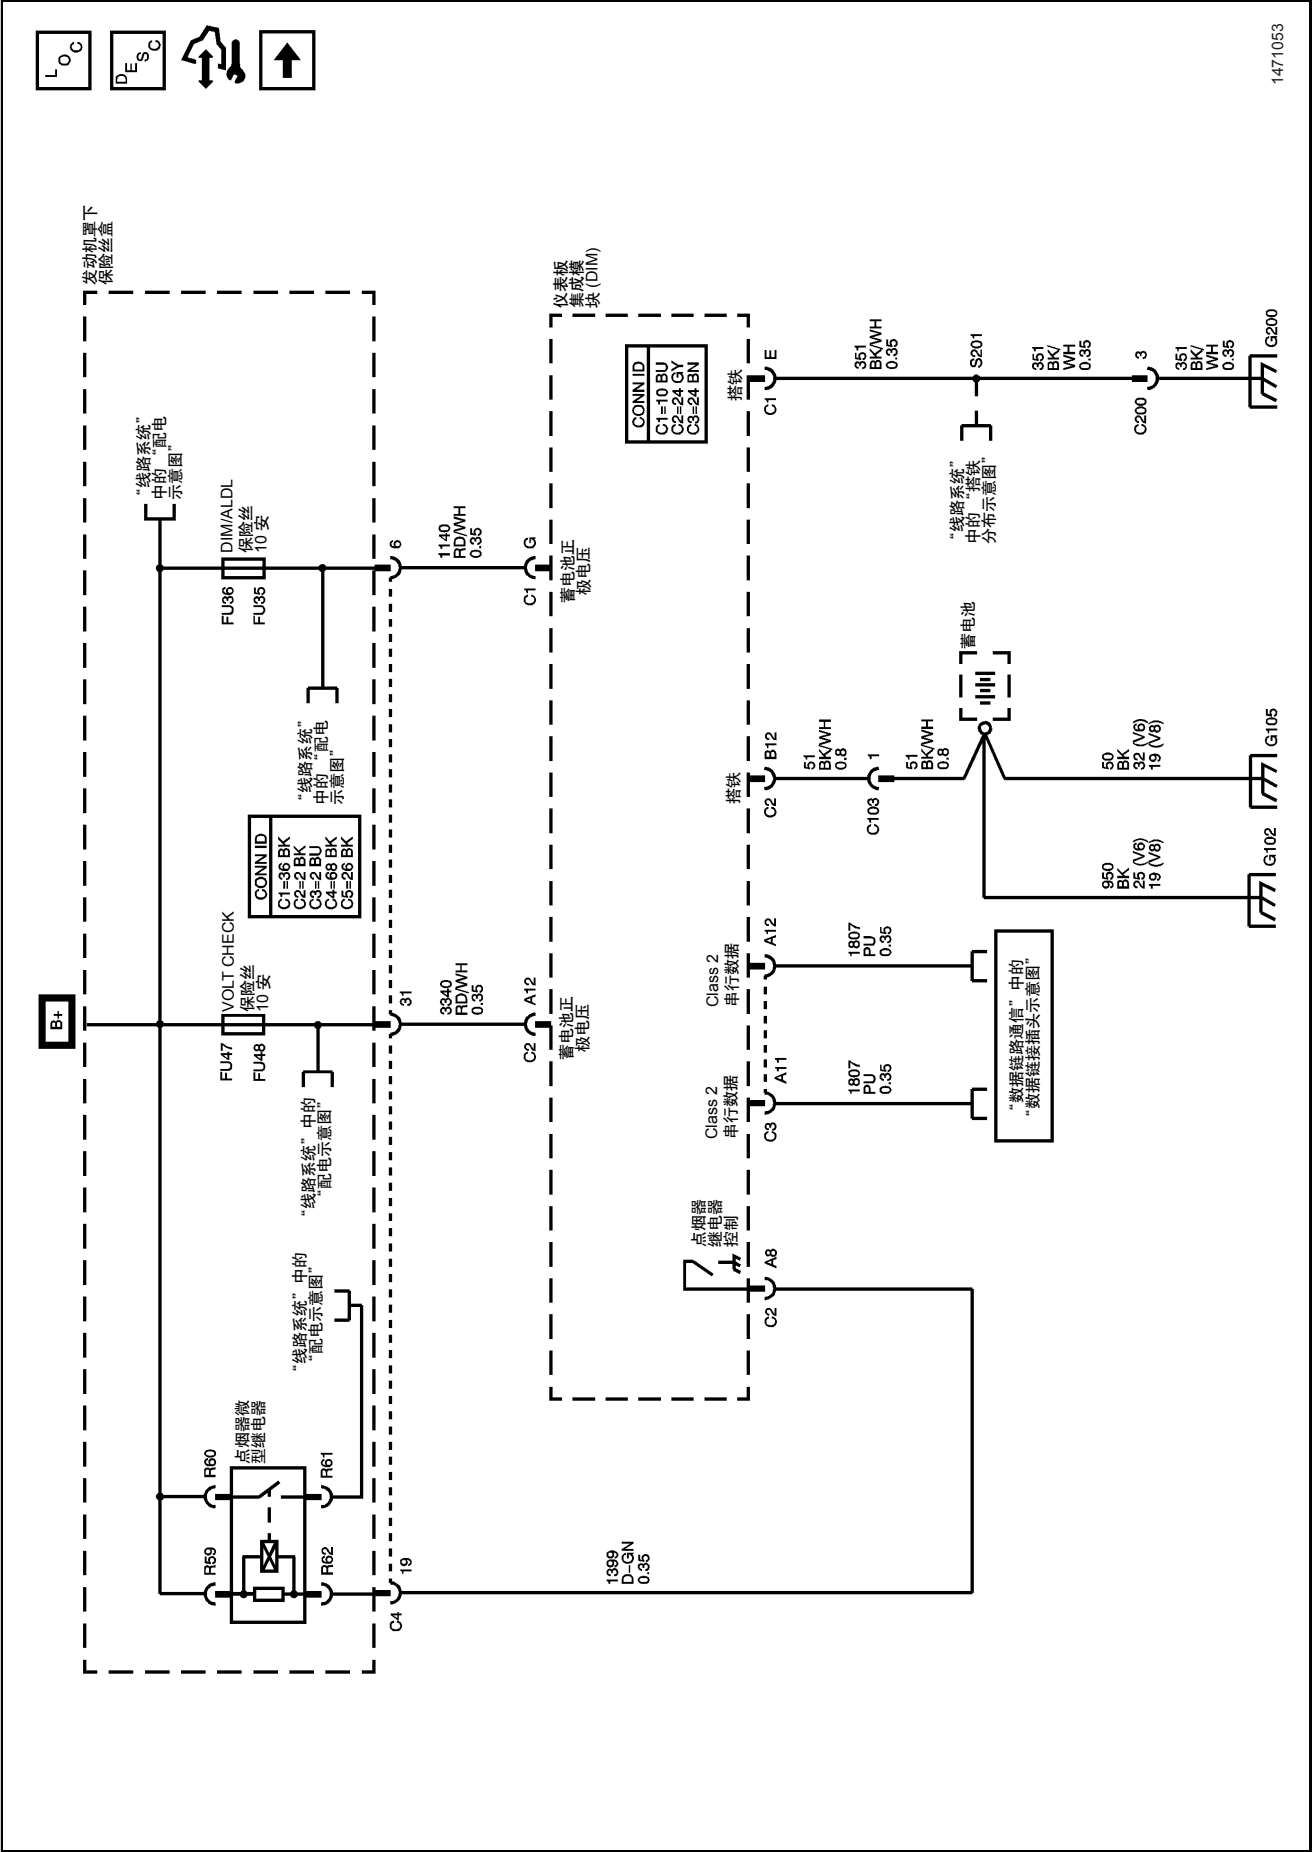 LOC
DESC
B+
发动机罩下
保险丝盒
R59
R60
点烟器微
型继电器
R62
R61
“线路系统” 中的
“配电示意图”
FU47
FU48
VOLT CHECK
保险丝
10 安
“线路系统” 中的
“配电示意图”
CONN ID
C1=36 BK
C2=2 BK
C3=2 BU
C4=68 BK
C5=26 BK
FU36
FU35
DIM/ALDL
保险丝
10 安
“线路系统”
中的 “配电
示意图”
“线路系统”
中的 “配电
示意图”
C4
19
31
6
3340
RD/WH
0.35
1140
RD/WH
0.35
C2
A12
C1
G
蓄电池正
极电压
蓄电池正
极电压
仪表板
集成模
块 (DIM)
CONN ID
C1=10 BU
C2=24 GY
C3=24 BN
点烟器
继电器
控制
Class 2
串行数据
Class 2
串行数据
搭铁
搭铁
C2
A8
C3
A11
A12
C2
B12
C1
E
1399
D-GN
0.35
1807
PU
0.35
1807
PU
0.35
51
BK/WH
0.8
351
BK/WH
0.35
C103
1
51
BK/WH
0.8
蓄电池
S201
“线路系统”
中的 “搭铁
分布示意图”
“数据链路通信” 中的
“数据链接插头示意图”
950
BK
25 (V6)
19 (V8)
50
BK
32 (V6)
19 (V8)
351
BK/
WH
0.35
C200
3
351
BK/
WH
0.35
G102
G105
G200
1471053